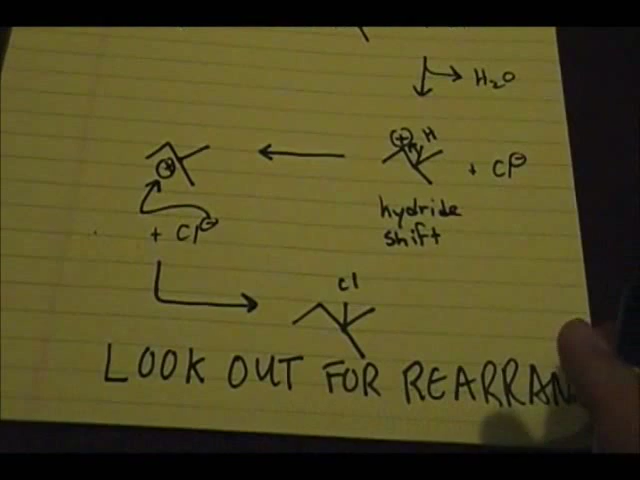 H₂O
⊕ H
+ Cl⊖
hydride
shift
⊕
+ Cl⊖
Cl
LOOK OUT FOR REARRAN